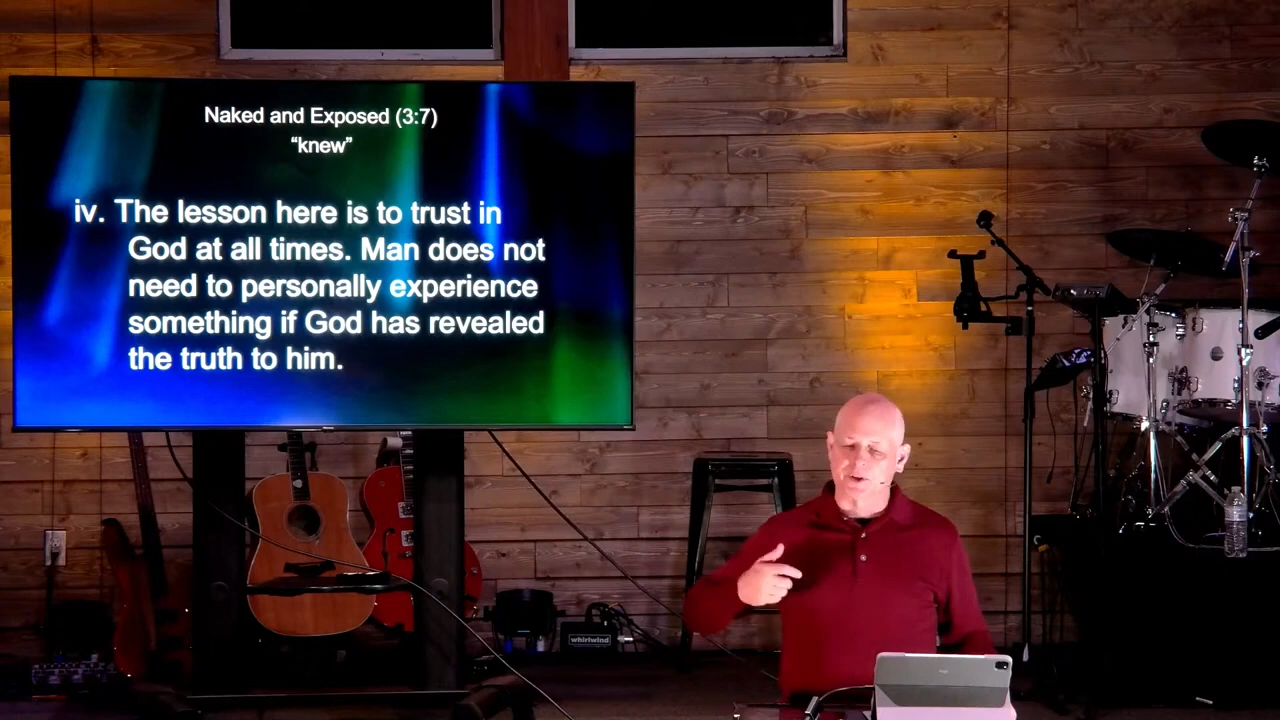 Naked and Exposed (3:7)
“knew”
iv. The lesson here is to trust in
God at all times. Man does not
need to personally experience
something if God has revealed
the truth to him.
whirlwind